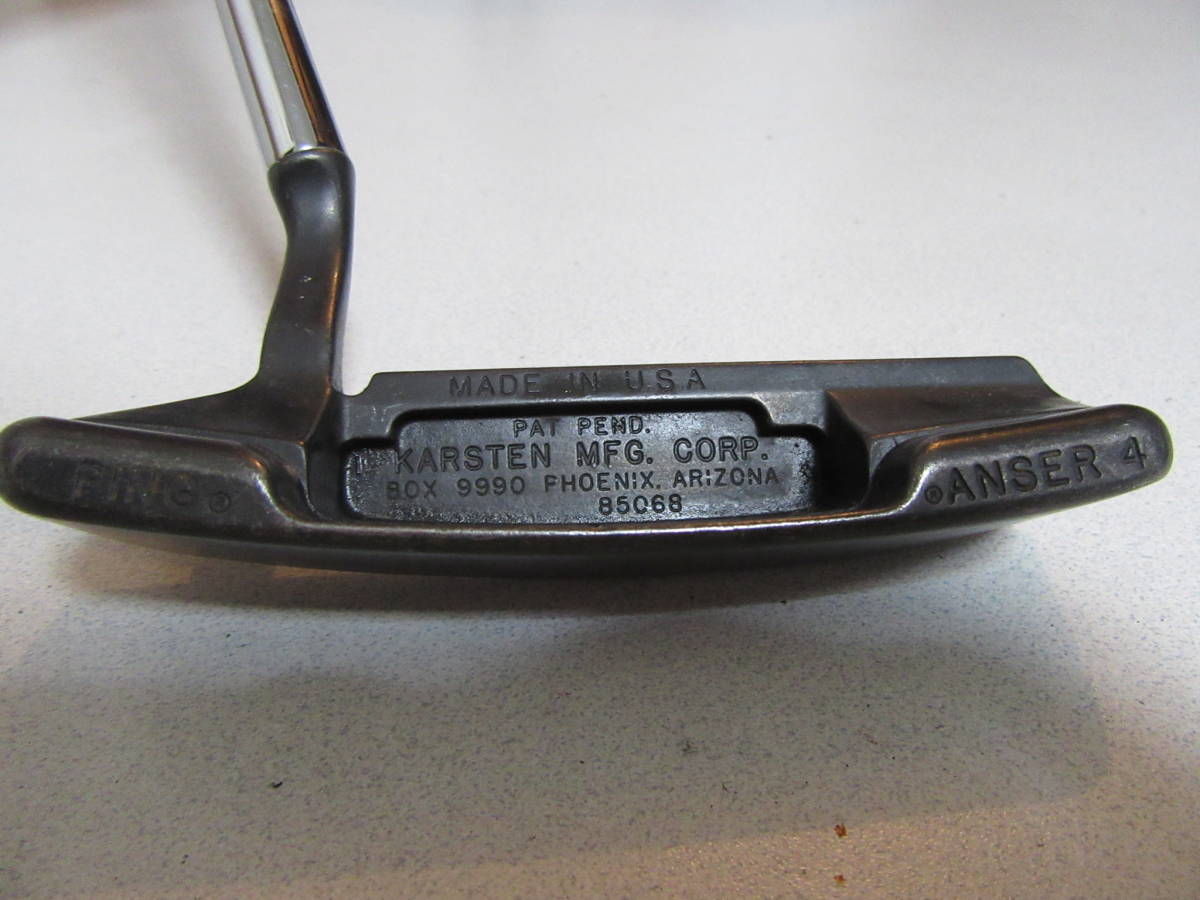 MADE IN U.S.A
PAT PEND.
KARSTEN MFG. CORP.
BOX 9990 PHOENIX, ARIZONA
85068
PING ®
® ANSER 4